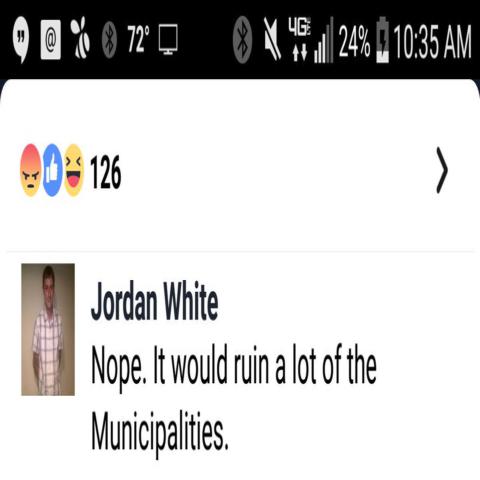 72° 4G 24% 10:35 AM
126
Jordan White
Nope. It would ruin a lot of the
Municipalities.